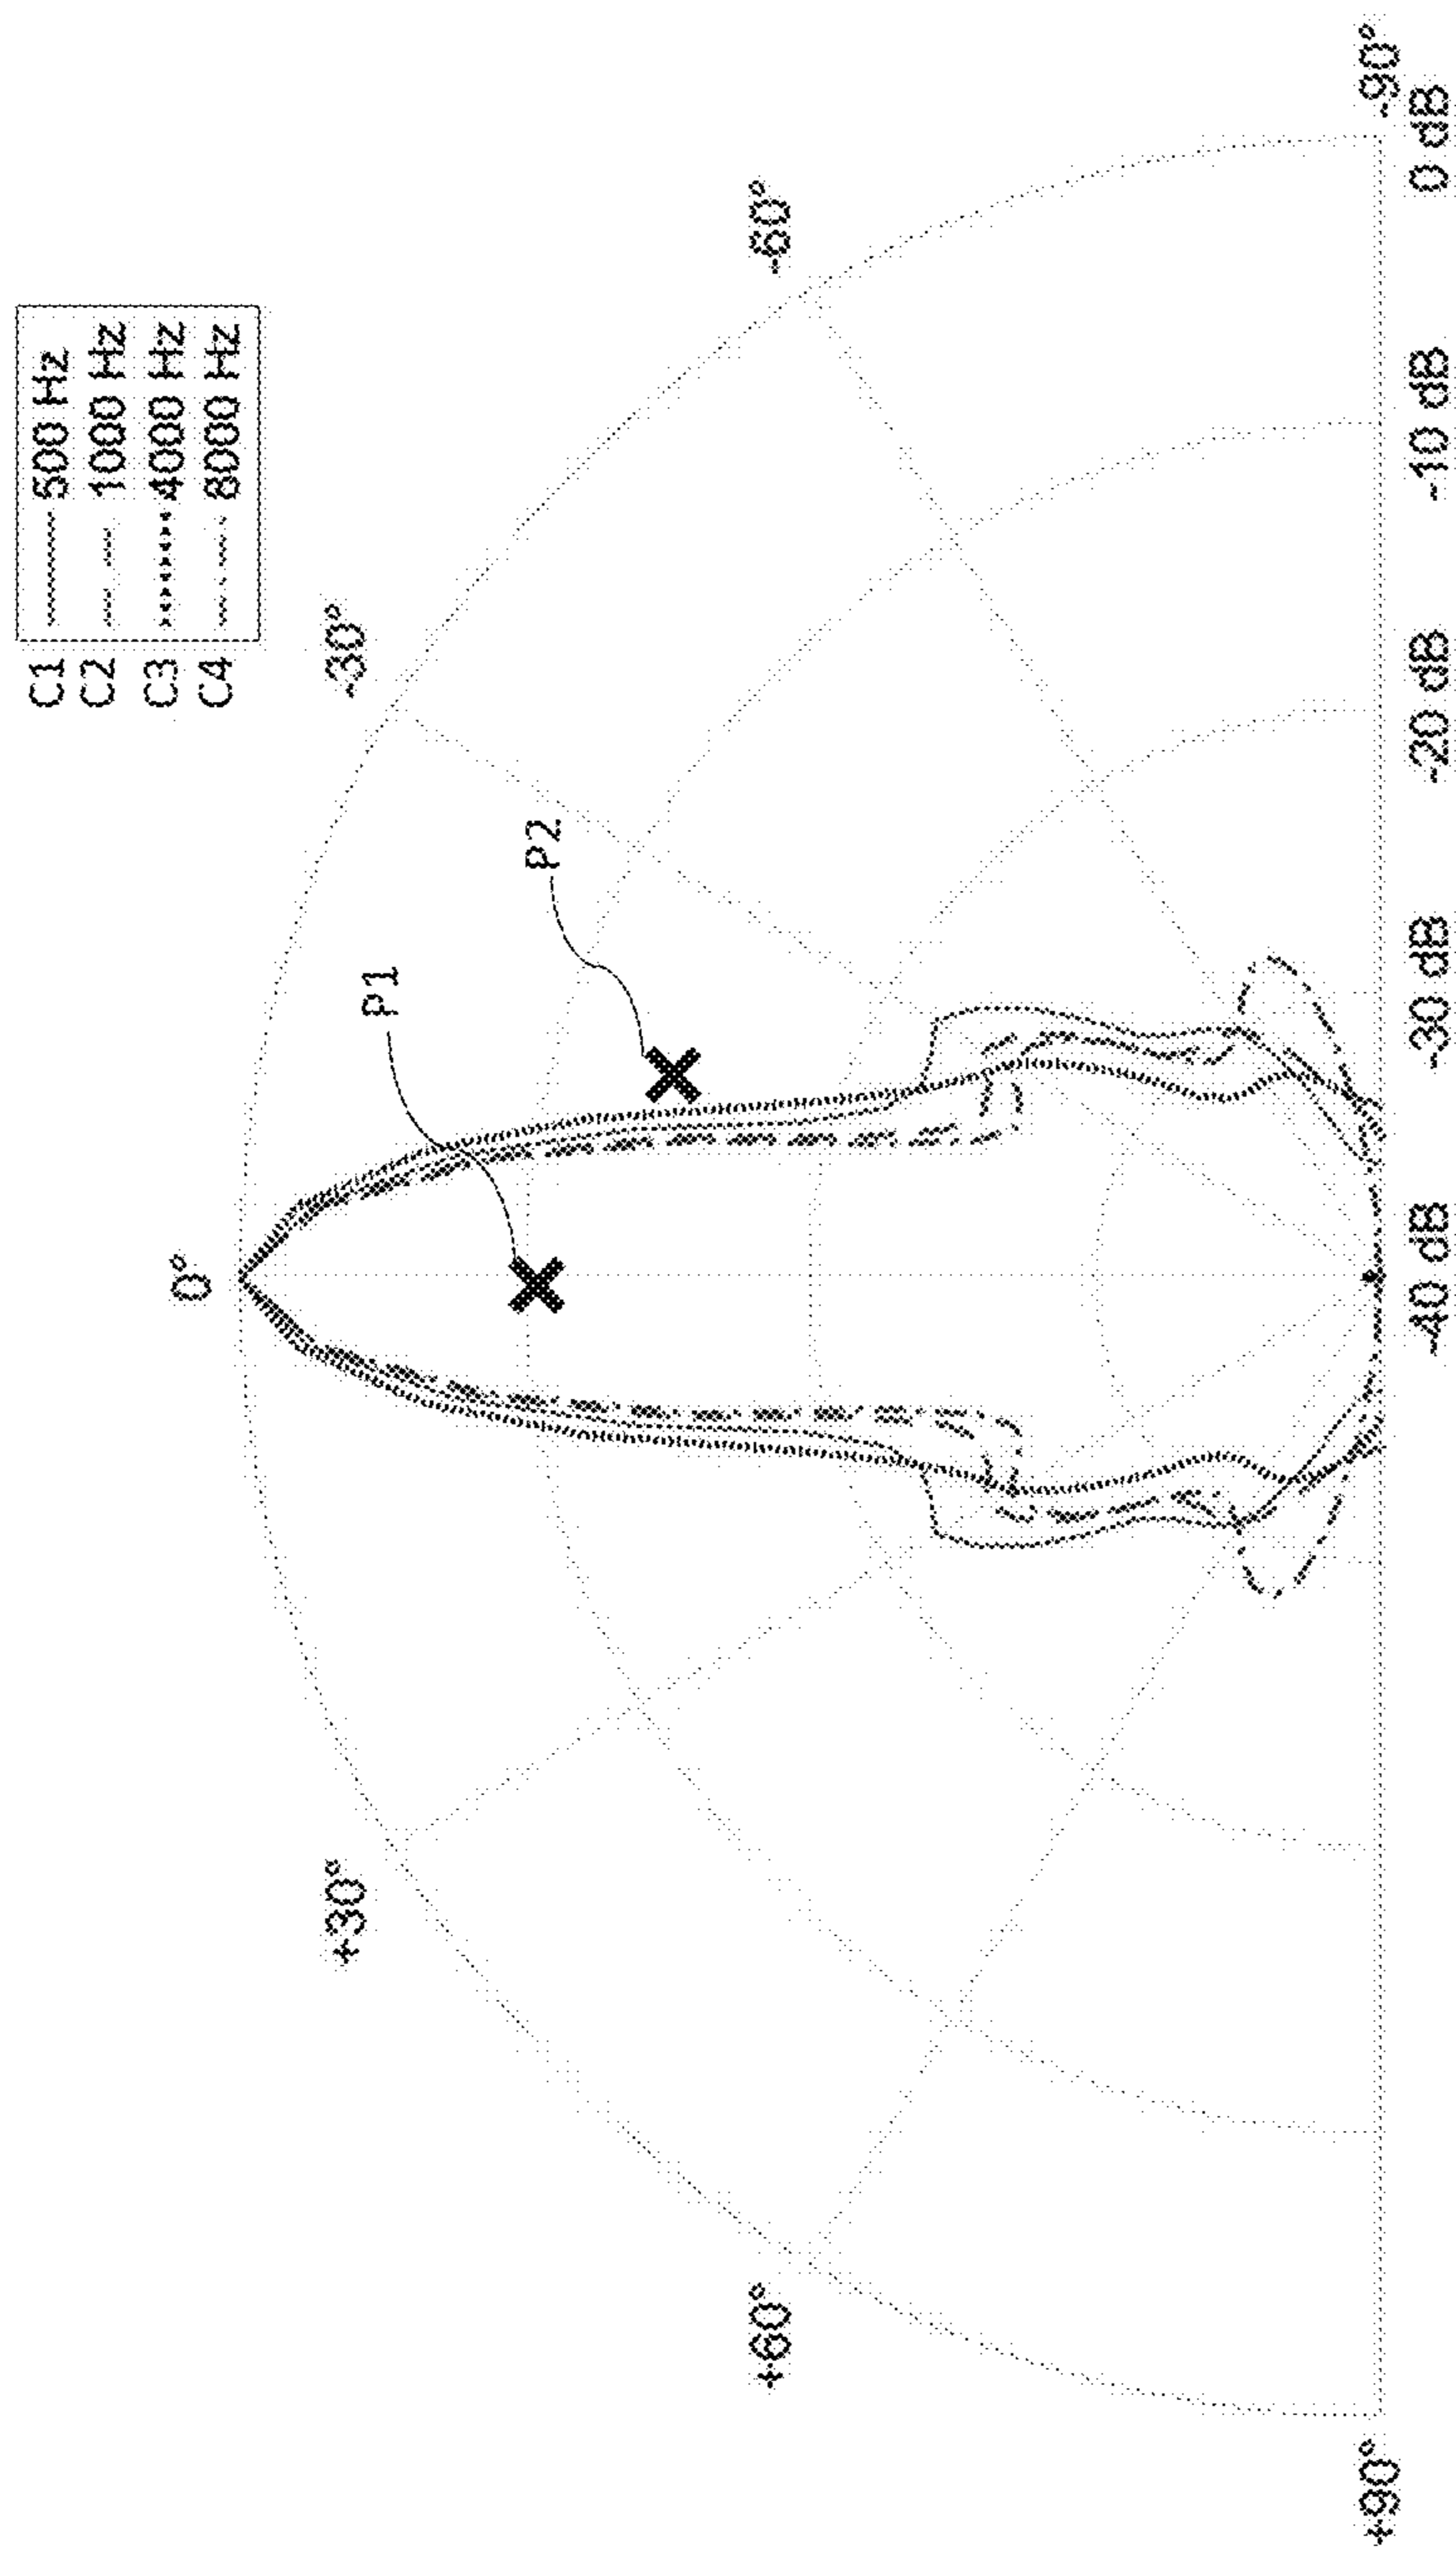 C1 500 Hz
C2 1000 Hz
C3 4000 Hz
C4 8000 Hz
0°
-30°
+30°
-60°
+60°
-90°
+90°
P1
P2
-40 dB
-30 dB
-20 dB
-10 dB
0 dB